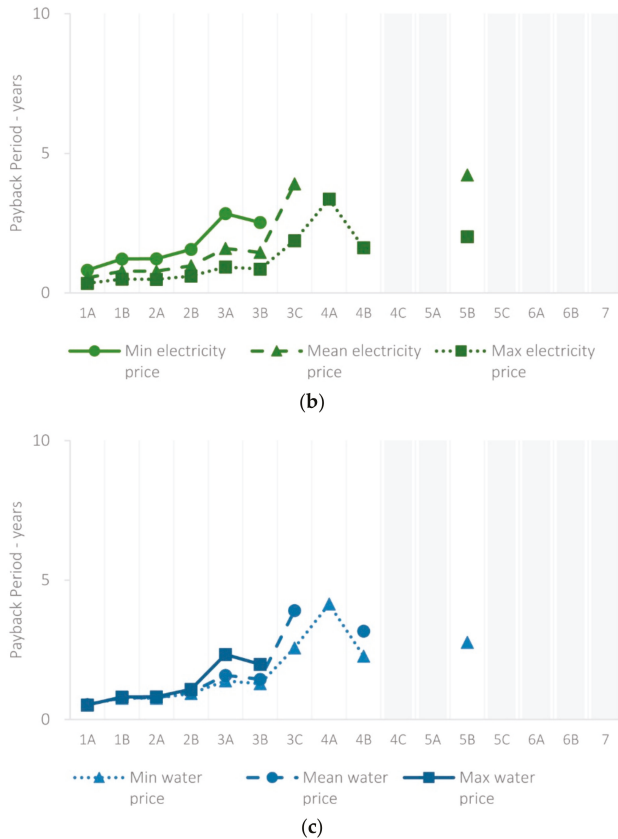 10
5
0
Payback Period - years
1A 1B 2A 2B 3A 3B 3C 4A 4B 4C 5A 5B 5C 6A 6B 7
Min electricity price
Mean electricity price
Max electricity price
(b)
10
5
0
Payback Period - years
1A 1B 2A 2B 3A 3B 3C 4A 4B 4C 5A 5B 5C 6A 6B 7
Min water price
Mean water price
Max water price
(c)